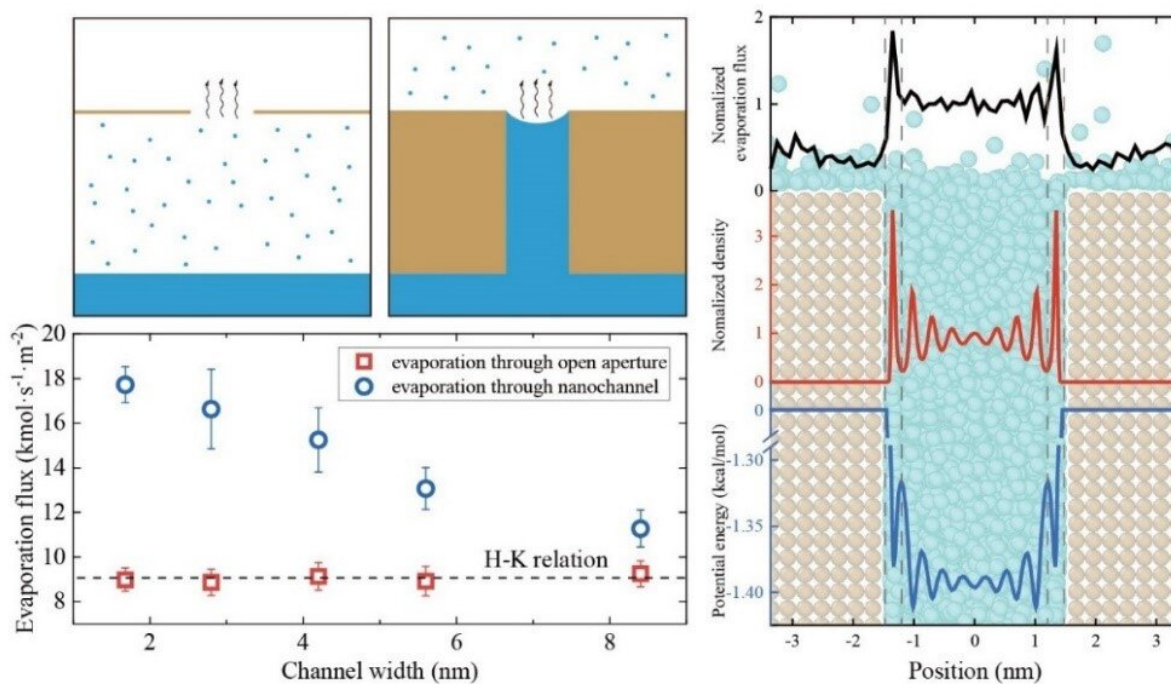 20
18
16
14
12
10
8
2
4
6
8
Evaporation flux (kmol·s⁻¹·m⁻²)
Channel width (nm)
evaporation through open aperture
evaporation through nanochannel
H-K relation
2
1
0
Nomalized
evaporation flux
3
2
1
0
Nomalized density
0
-1.30
-1.35
-1.40
Potential energy (kcal/mol)
-3
-2
-1
0
1
2
3
Position (nm)